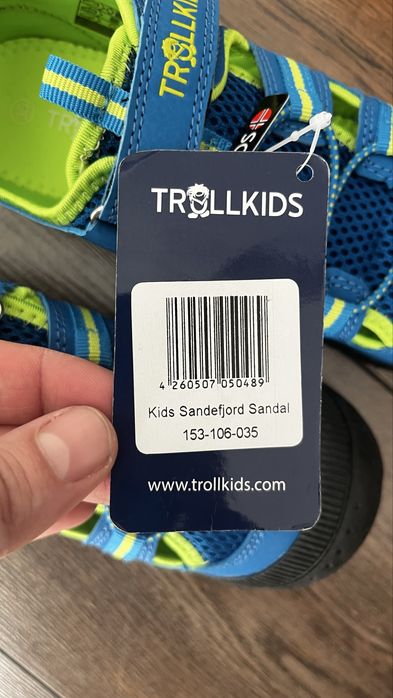 TROLLKIDS
TROLLKIDS
4 260507 050489
Kids Sandefjord Sandal
153-106-035
www.trollkids.com